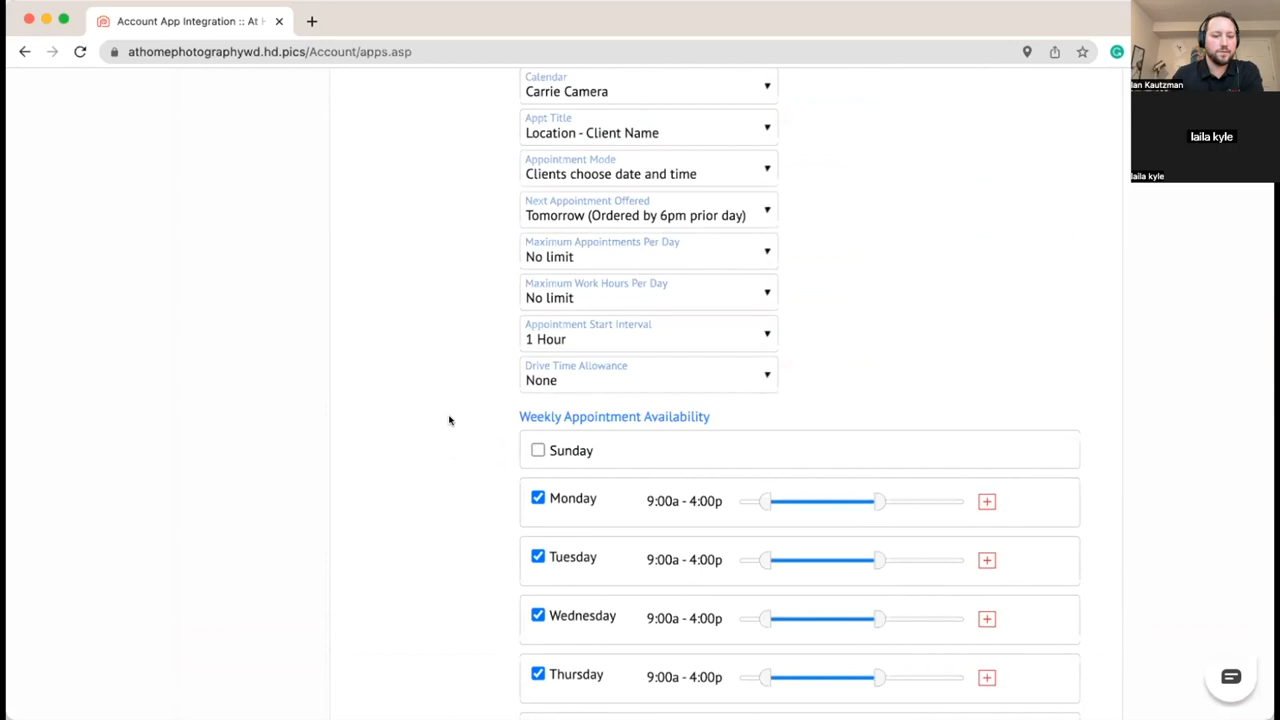 Account App Integration :: At H
athomephotographywd.hd.pics/Account/apps.asp
Ian Kautzman
laila kyle
laila kyle
Calendar
Carrie Camera
Appt Title
Location - Client Name
Appointment Mode
Clients choose date and time
Next Appointment Offered
Tomorrow (Ordered by 6pm prior day)
Maximum Appointments Per Day
No limit
Maximum Work Hours Per Day
No limit
Appointment Start Interval
1 Hour
Drive Time Allowance
None
Weekly Appointment Availability
Sunday
Monday 9:00a - 4:00p
Tuesday 9:00a - 4:00p
Wednesday 9:00a - 4:00p
Thursday 9:00a - 4:00p